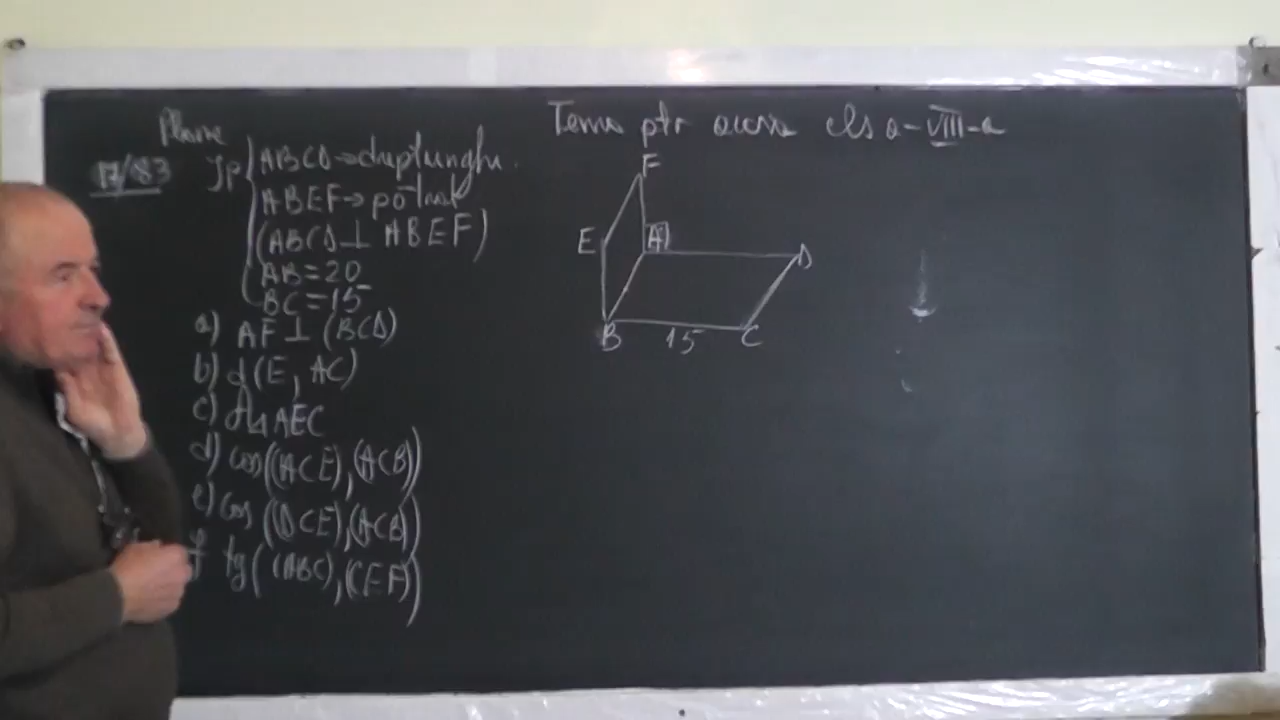 Plane
Tema ptr acasa cls a-VIII-a
17/83
Ip ABCD → dreptunghi.
ABEF → pătrat
(ABCD ⊥ ABEF)
AB = 20
BC = 15
a) AF ⊥ (BCD)
b) d(E, AC)
c) AEC
d) cos((ACE),(ACB))
e) cos ((DCE),(ACB))
f tg((ABC),(CEF))
F
E
A
D
B
15
C